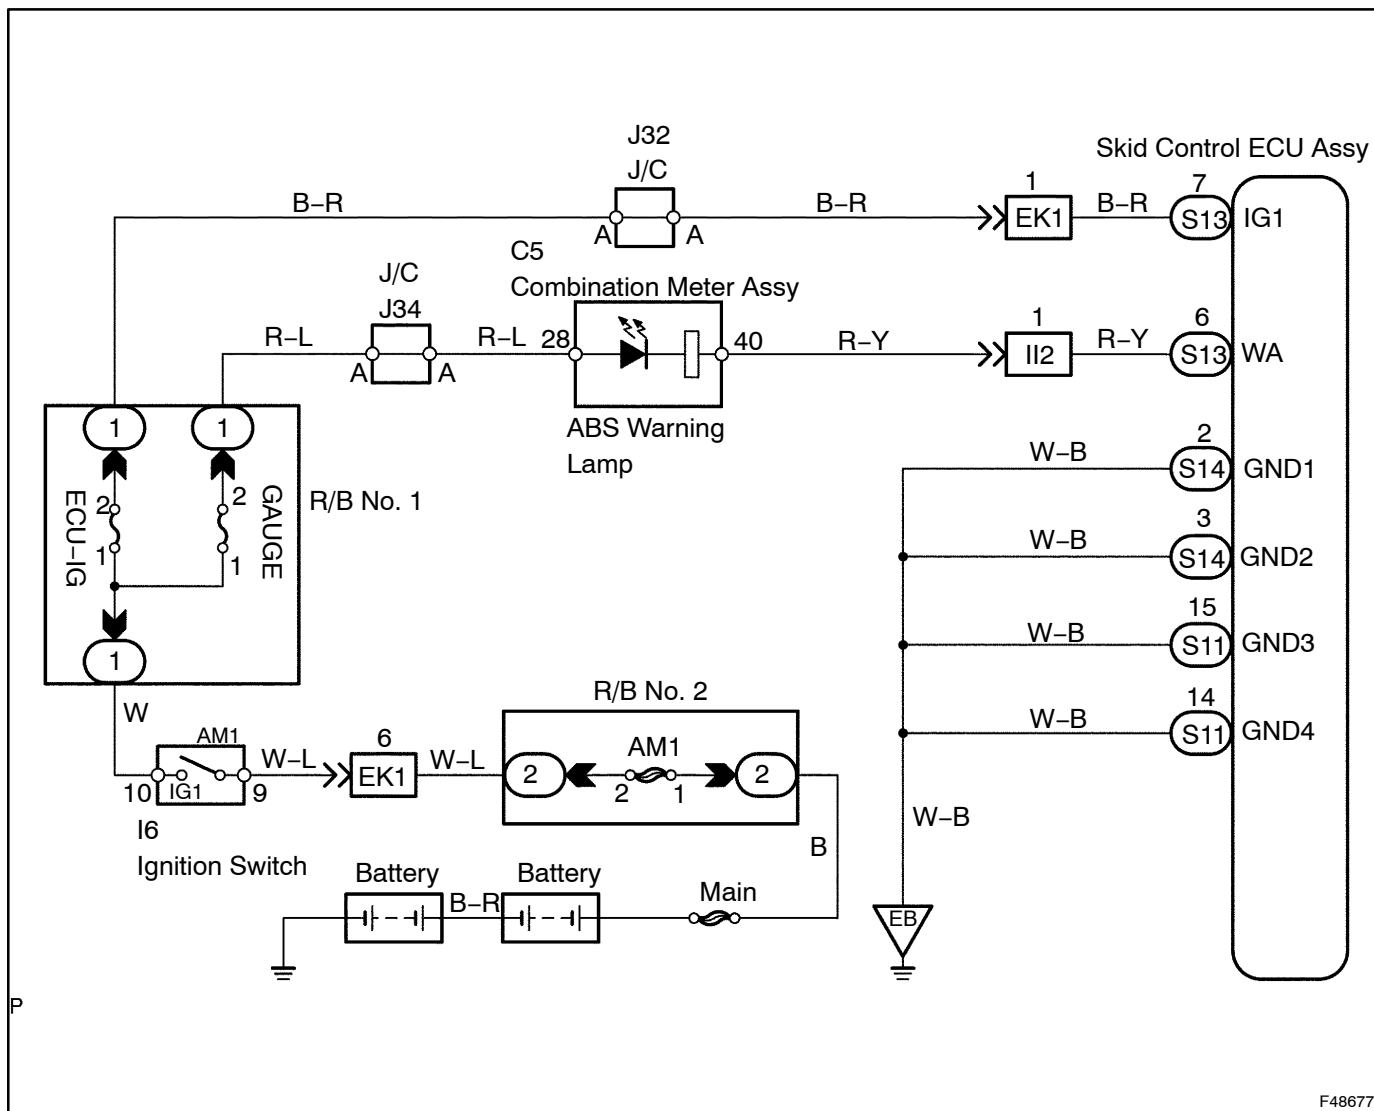 J32
J/C
Skid Control ECU Assy
B–R
A
A
B–R
1
EK1
B–R
7
S13
IG1
C5
Combination Meter Assy
J/C
J34
R–L
A
A
R–L
28
40
R–Y
1
II2
R–Y
6
S13
WA
ABS Warning
Lamp
1
1
2
1
ECU–IG
2
1
GAUGE
R/B No. 1
1
W–B
2
S14
GND1
W–B
3
S14
GND2
W–B
15
S11
GND3
W–B
14
S11
GND4
W
AM1
10
IG1
9
I6
Ignition Switch
W–L
6
EK1
W–L
R/B No. 2
2
AM1
2
1
2
B
W–B
Battery
B–R
Battery
Main
EB
P
F48677